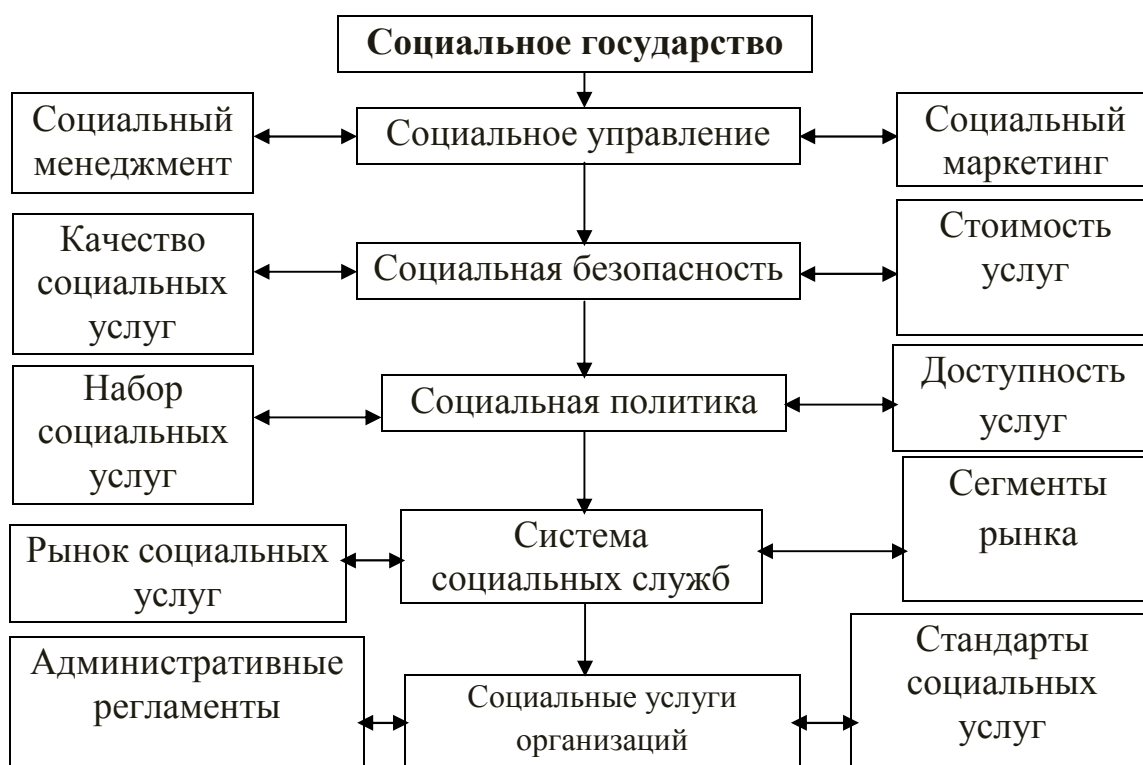 Социальное государство
Социальный
менеджмент
Социальное управление
Социальный
маркетинг
Качество
социальных
услуг
Социальная безопасность
Стоимость
услуг
Набор
социальных
услуг
Социальная политика
Доступность
услуг
Рынок социальных
услуг
Система
социальных служб
Сегменты
рынка
Административные
регламенты
Социальные услуги
организаций
Стандарты
социальных
услуг